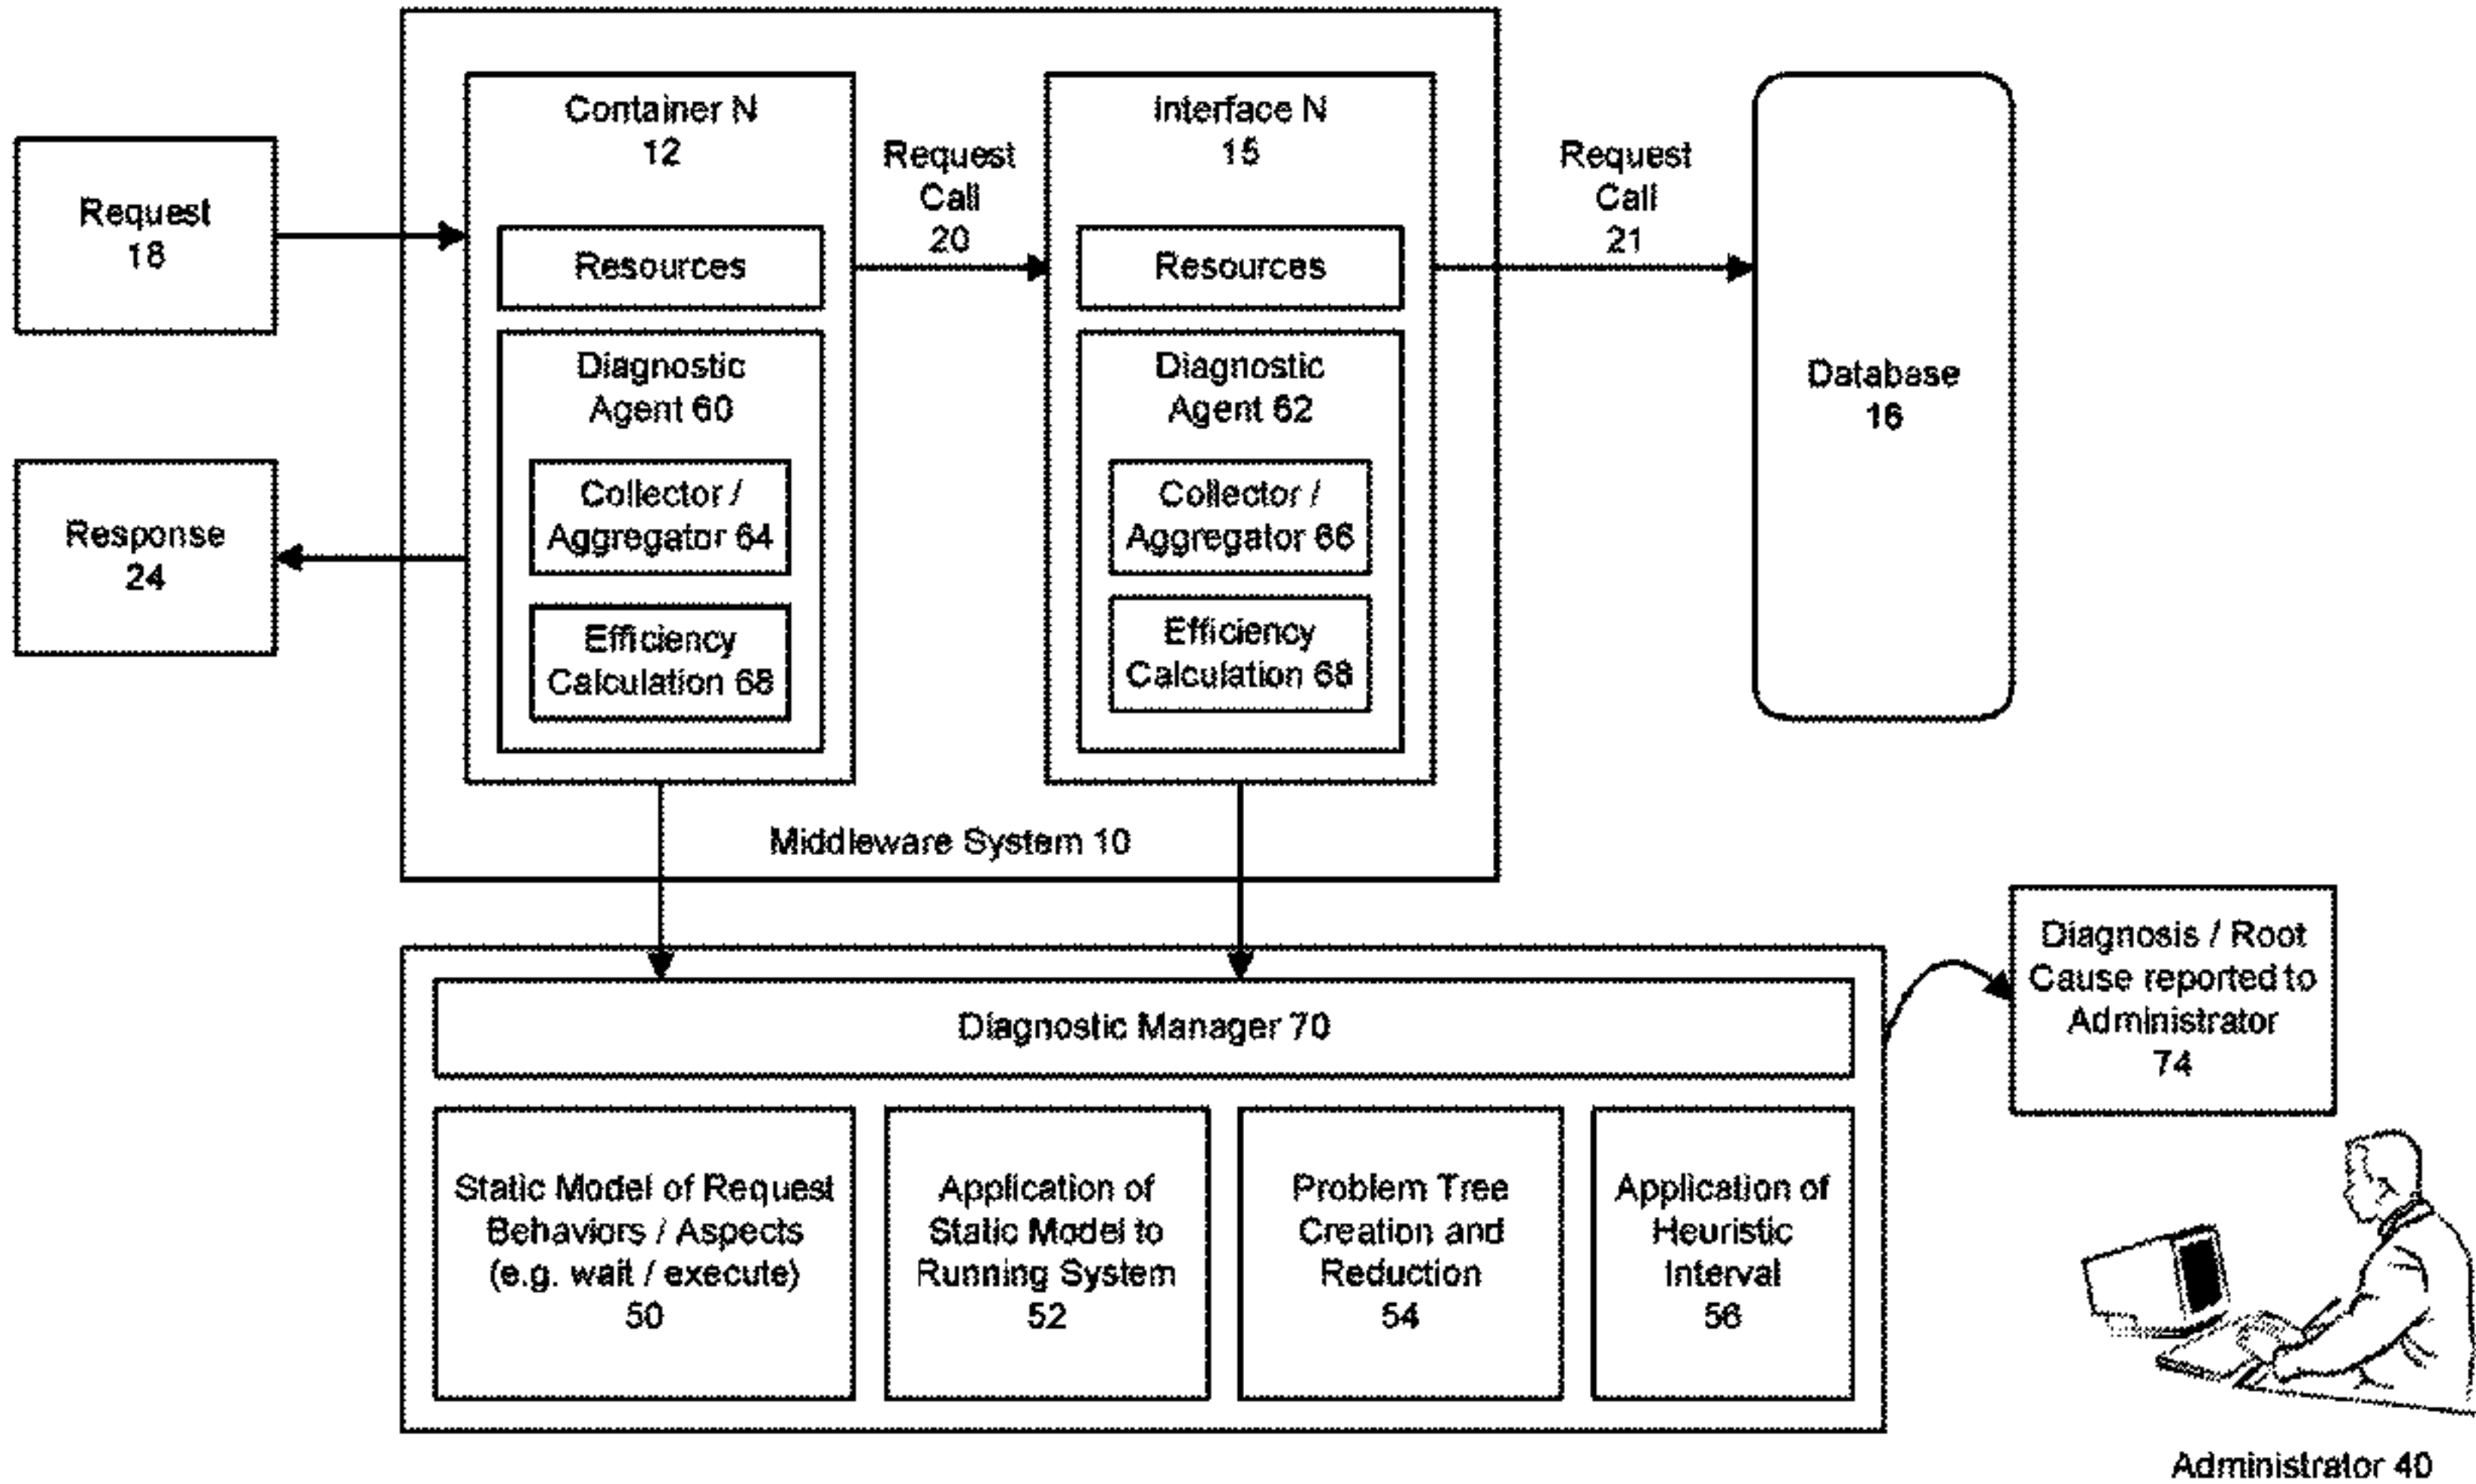 Request
18
Response
24
Container N
12
Resources
Diagnostic
Agent 60
Collector /
Aggregator 64
Efficiency
Calculation 68
Request
Call
20
Interface N
15
Resources
Diagnostic
Agent 62
Collector /
Aggregator 66
Efficiency
Calculation 68
Request
Call
21
Database
16
Middleware System 10
Diagnostic Manager 70
Static Model of Request
Behaviors / Aspects
(e.g. wait / execute)
50
Application of
Static Model to
Running System
52
Problem Tree
Creation and
Reduction
54
Application of
Heuristic
Interval
56
Diagnosis / Root
Cause reported to
Administrator
74
Administrator 40